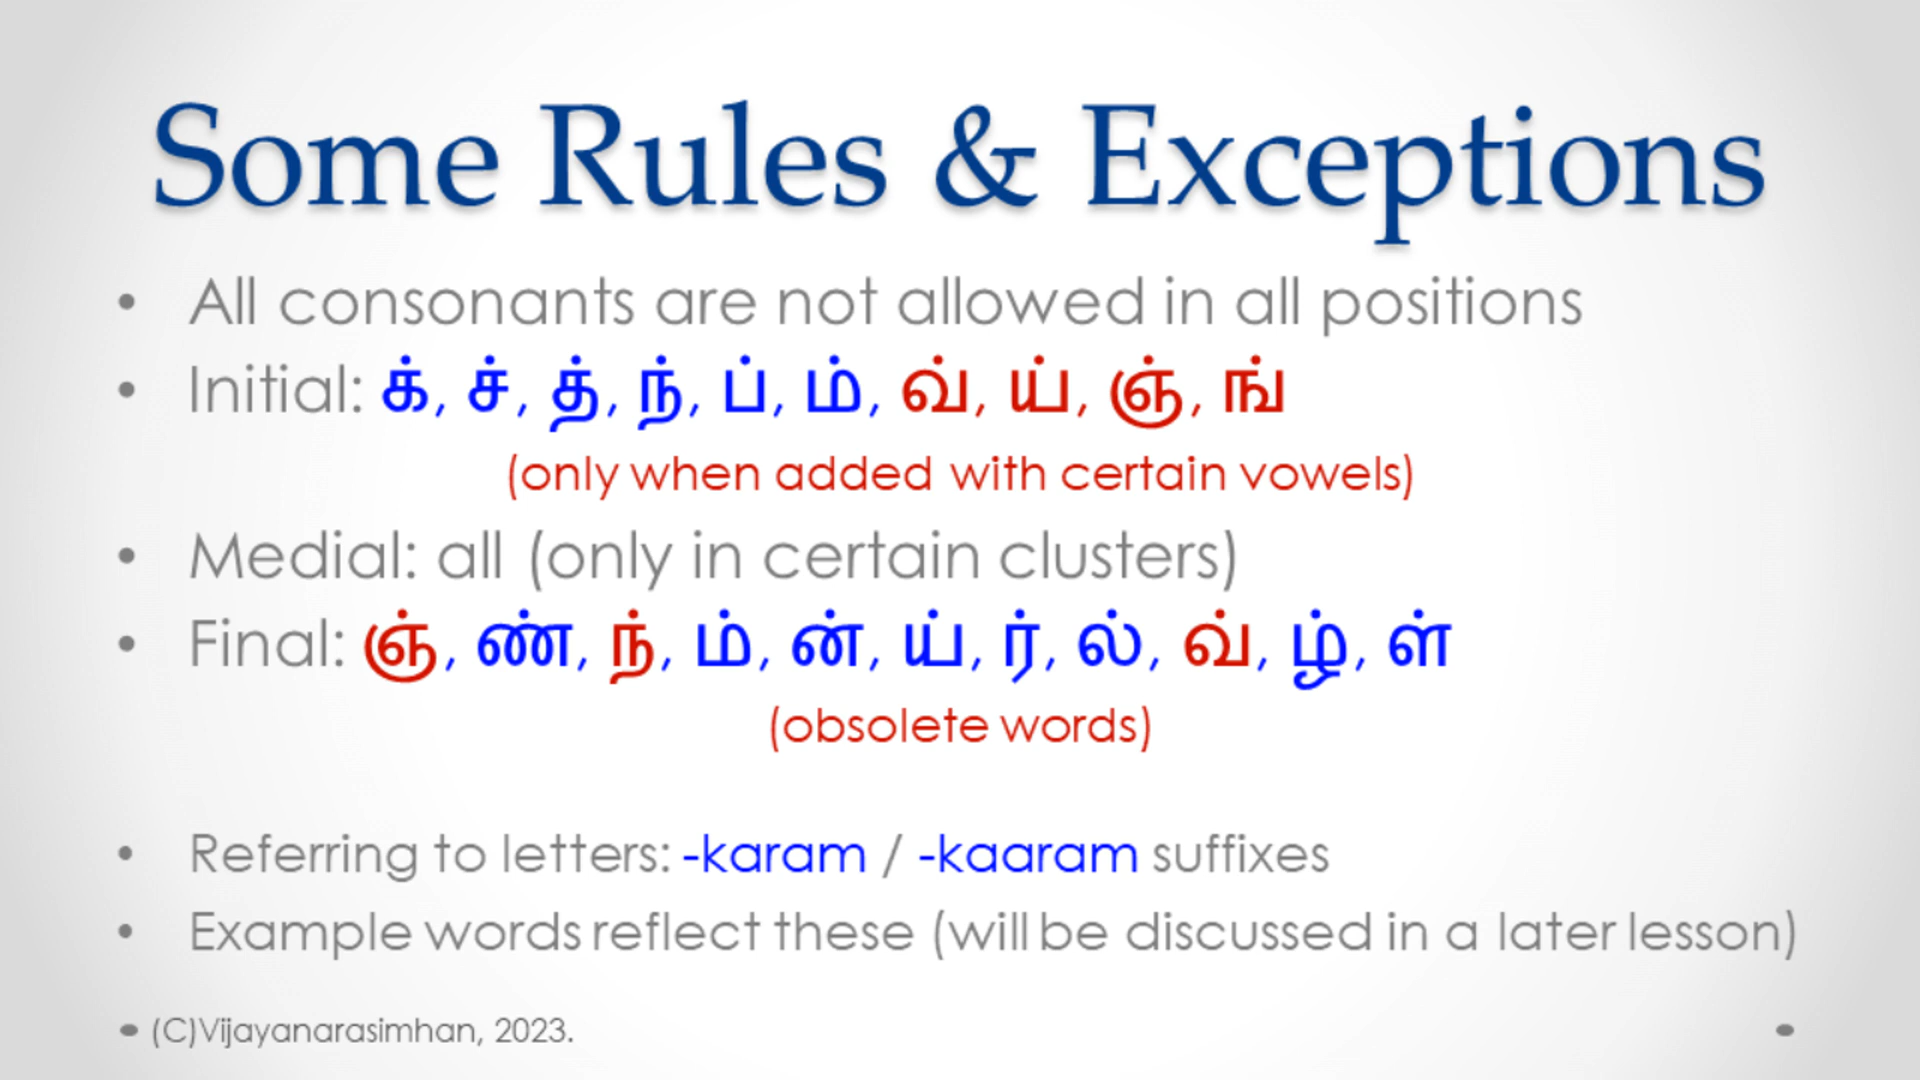 Some Rules & Exceptions
• All consonants are not allowed in all positions
• Initial: க், ச், த், ந், ப், ம், வ், ய், ஞ், ங்
(only when added with certain vowels)
• Medial: all (only in certain clusters)
• Final: ஞ், ண், ந், ம், ன், ய், ர், ல், வ், ழ், ள்
(obsolete words)
• Referring to letters: -karam / -kaaram suffixes
• Example words reflect these (will be discussed in a later lesson)
• (C)Vijayanarasimhan, 2023.